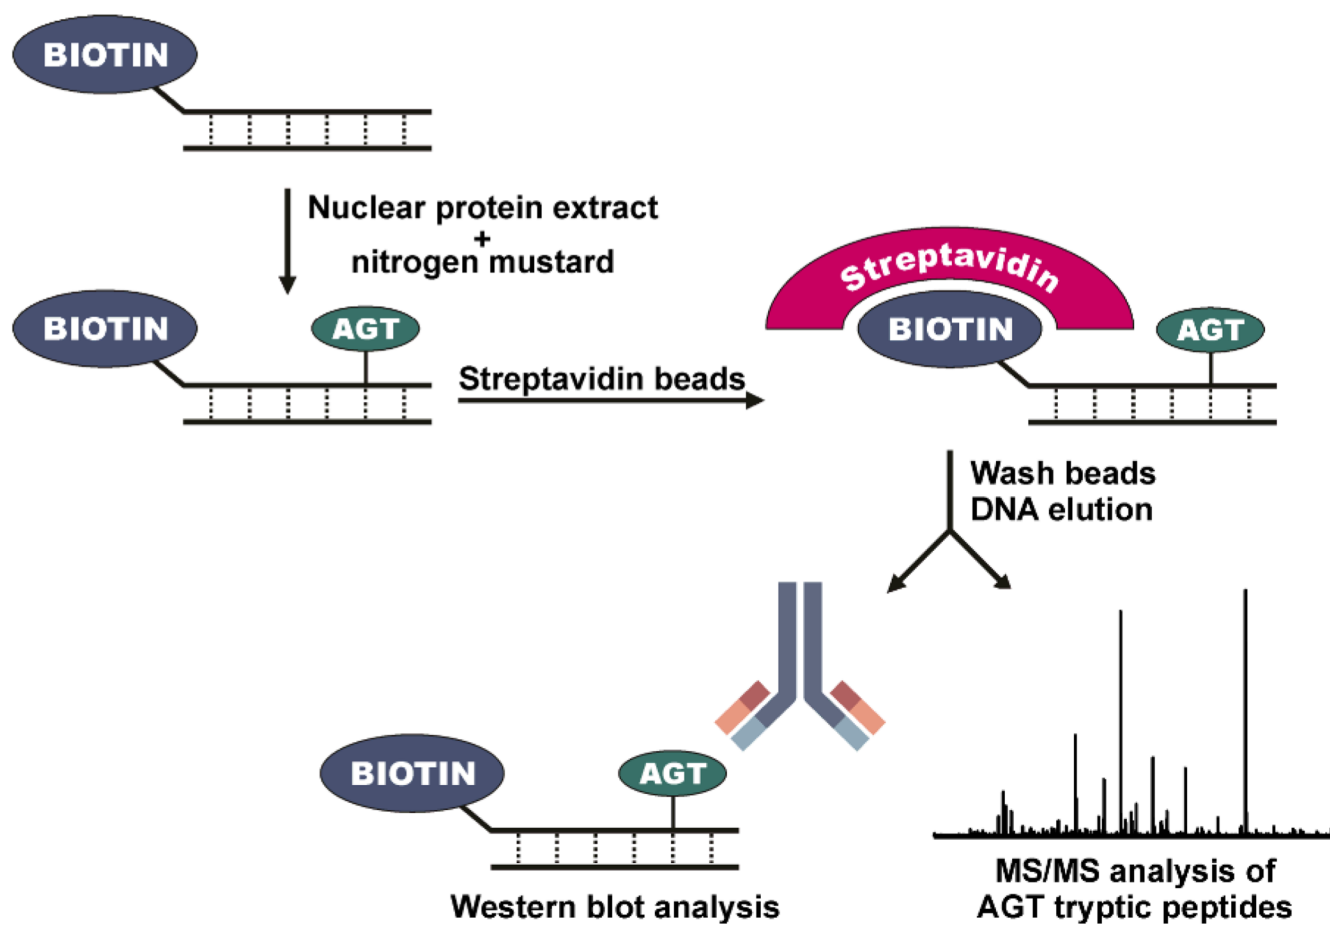 BIOTIN
Nuclear protein extract
+
nitrogen mustard
BIOTIN
AGT
Streptavidin beads
Streptavidin
BIOTIN
AGT
Wash beads
DNA elution
BIOTIN
AGT
Western blot analysis
MS/MS analysis of
AGT tryptic peptides